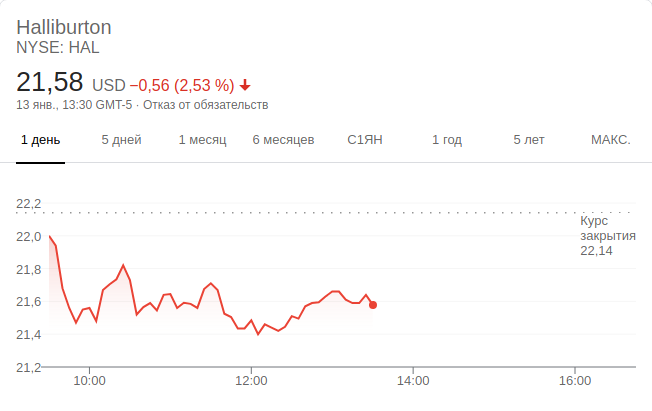 Halliburton
NYSE: HAL
21,58 USD −0,56 (2,53 %)
13 янв., 13:30 GMT-5 · Отказ от обязательств
1 день 5 дней 1 месяц 6 месяцев С1ЯН 1 год 5 лет МАКС.
22,2
Курс
закрытия
22,14
22,0
21,8
21,6
21,4
21,2
10:00 12:00 14:00 16:00